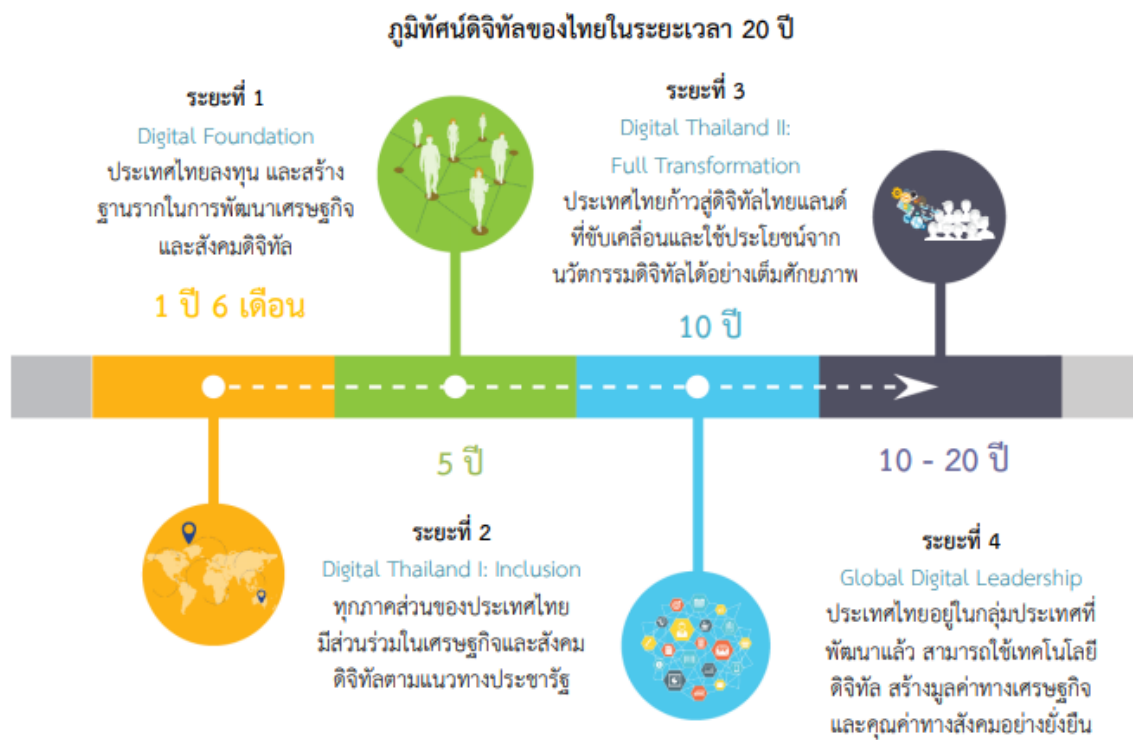 ภูมิทัศน์ดิจิทัลของไทยในระยะเวลา 20 ปี
ระยะที่ 1
Digital Foundation
ประเทศไทยลงทุน และสร้าง
ฐานรากในการพัฒนาเศรษฐกิจ
และสังคมดิจิทัล
1 ปี 6 เดือน
5 ปี
ระยะที่ 2
Digital Thailand I: Inclusion
ทุกภาคส่วนของประเทศไทย
มีส่วนร่วมในเศรษฐกิจและสังคม
ดิจิทัลตามแนวทางประชารัฐ
ระยะที่ 3
Digital Thailand II:
Full Transformation
ประเทศไทยก้าวสู่ดิจิทัลไทยแลนด์
ที่ขับเคลื่อนและใช้ประโยชน์จาก
นวัตกรรมดิจิทัลได้อย่างเต็มศักยภาพ
10 ปี
10 - 20 ปี
ระยะที่ 4
Global Digital Leadership
ประเทศไทยอยู่ในกลุ่มประเทศที่
พัฒนาแล้ว สามารถใช้เทคโนโลยี
ดิจิทัล สร้างมูลค่าทางเศรษฐกิจ
และคุณค่าทางสังคมอย่างยั่งยืน